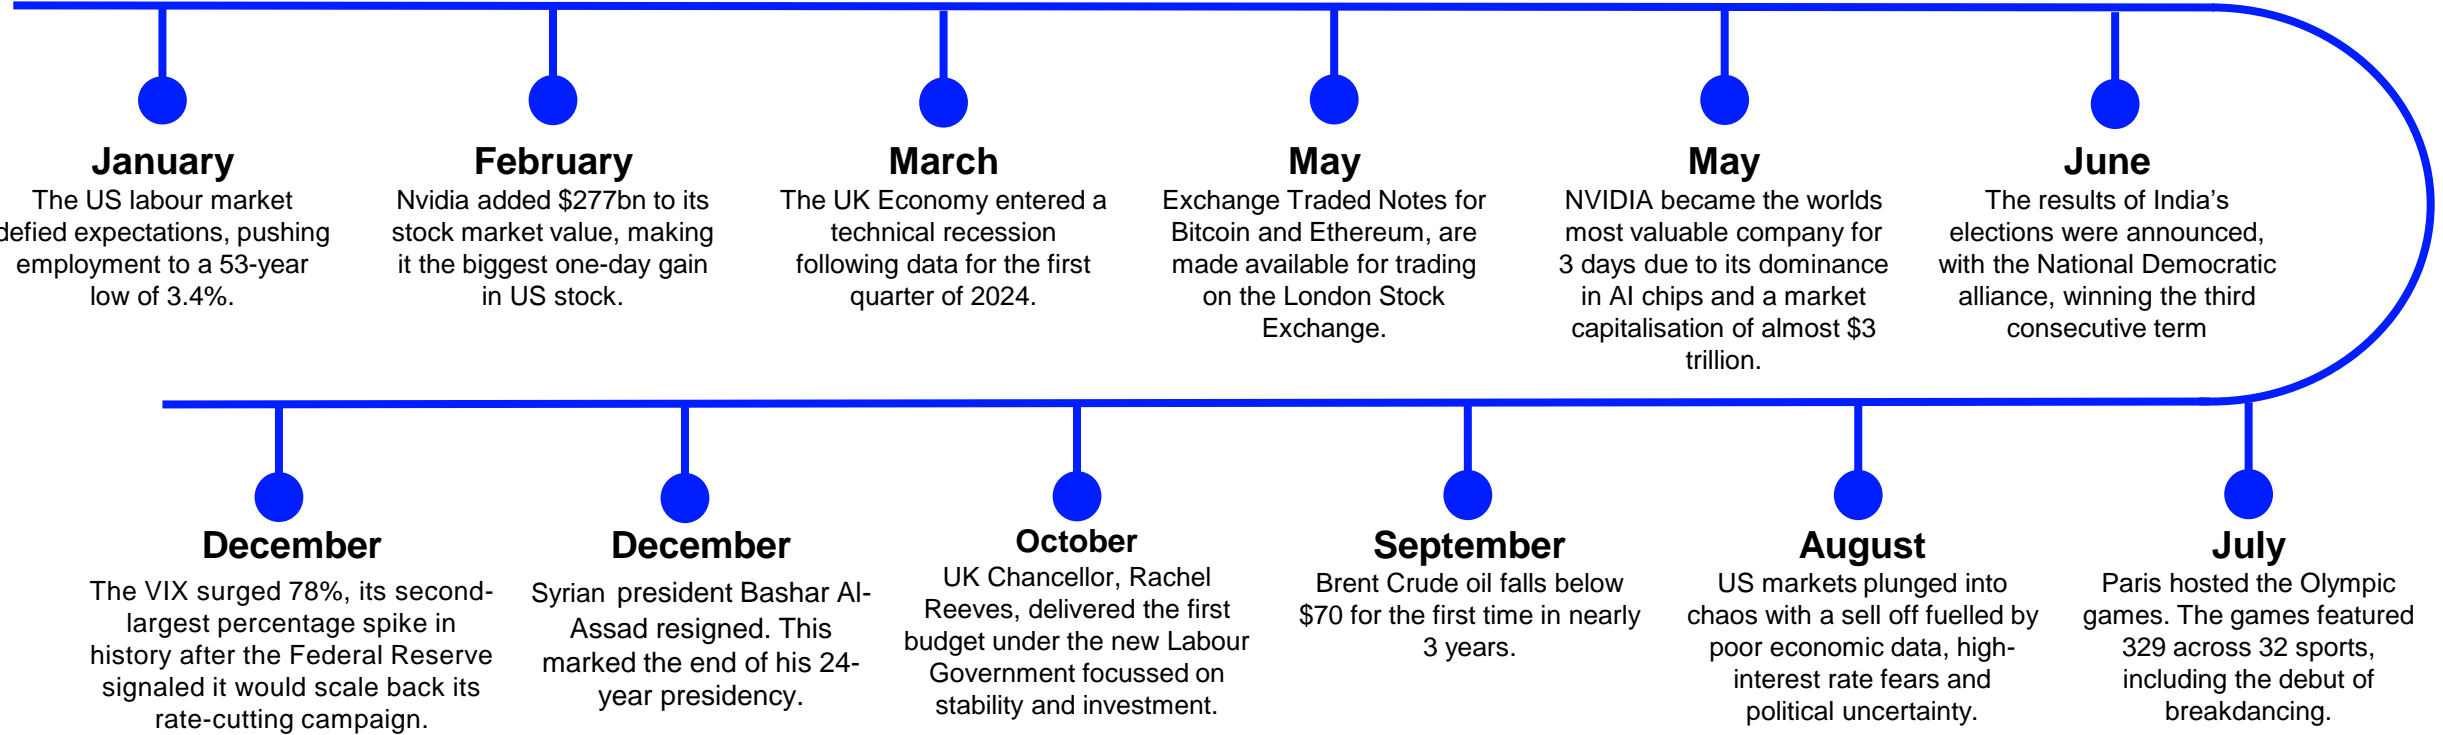 January
The US labour market
defied expectations, pushing
employment to a 53-year
low of 3.4%.
February
Nvidia added $277bn to its
stock market value, making
it the biggest one-day gain
in US stock.
March
The UK Economy entered a
technical recession
following data for the first
quarter of 2024.
May
Exchange Traded Notes for
Bitcoin and Ethereum, are
made available for trading
on the London Stock
Exchange.
May
NVIDIA became the worlds
most valuable company for
3 days due to its dominance
in AI chips and a market
capitalisation of almost $3
trillion.
June
The results of India’s
elections were announced,
with the National Democratic
alliance, winning the third
consecutive term
July
Paris hosted the Olympic
games. The games featured
329 across 32 sports,
including the debut of
breakdancing.
August
US markets plunged into
chaos with a sell off fuelled by
poor economic data, high-
interest rate fears and
political uncertainty.
September
Brent Crude oil falls below
$70 for the first time in nearly
3 years.
October
UK Chancellor, Rachel
Reeves, delivered the first
budget under the new Labour
Government focussed on
stability and investment.
December
Syrian president Bashar Al-
Assad resigned. This
marked the end of his 24-
year presidency.
December
The VIX surged 78%, its second-
largest percentage spike in
history after the Federal Reserve
signaled it would scale back its
rate-cutting campaign.